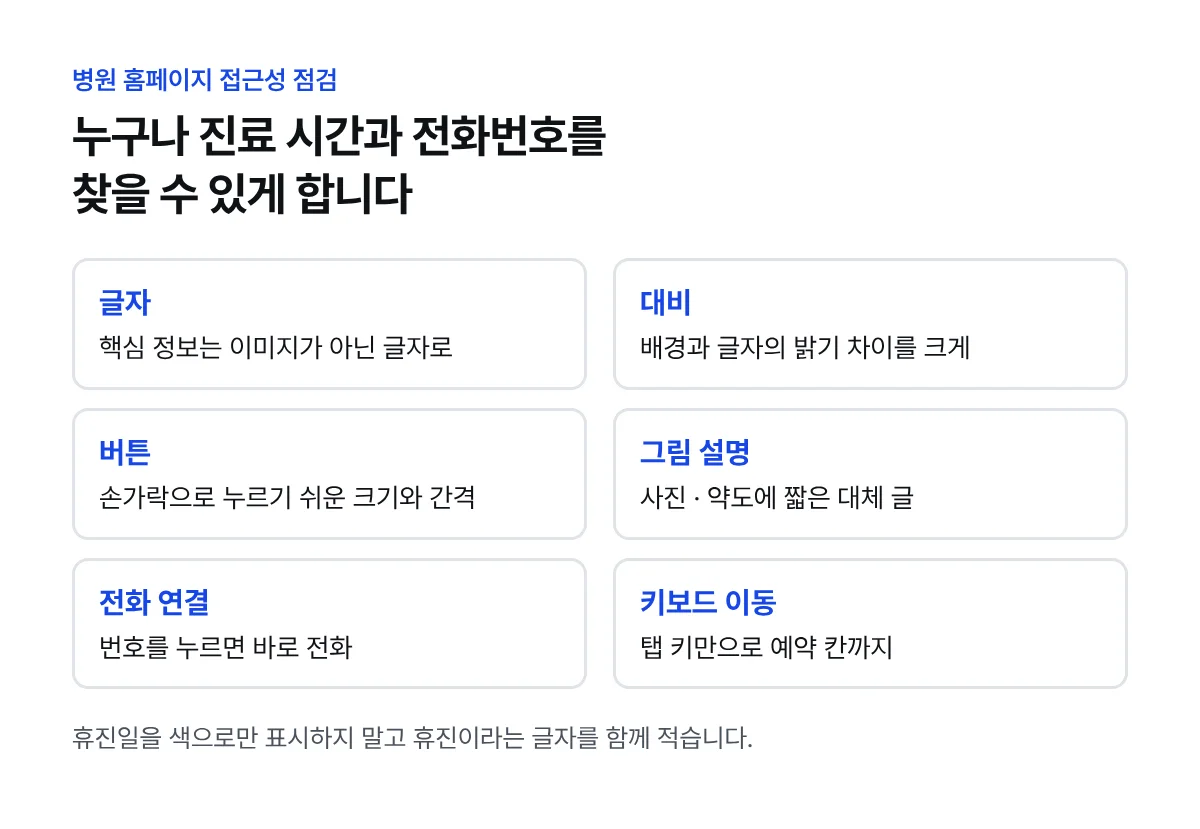 병원 홈페이지 접근성 점검
누구나 진료 시간과 전화번호를
찾을 수 있게 합니다
글자
핵심 정보는 이미지가 아닌 글자로
대비
배경과 글자의 밝기 차이를 크게
버튼
손가락으로 누르기 쉬운 크기와 간격
그림 설명
사진 · 약도에 짧은 대체 글
전화 연결
번호를 누르면 바로 전화
키보드 이동
탭 키만으로 예약 칸까지
휴진일을 색으로만 표시하지 말고 휴진이라는 글자를 함께 적습니다.